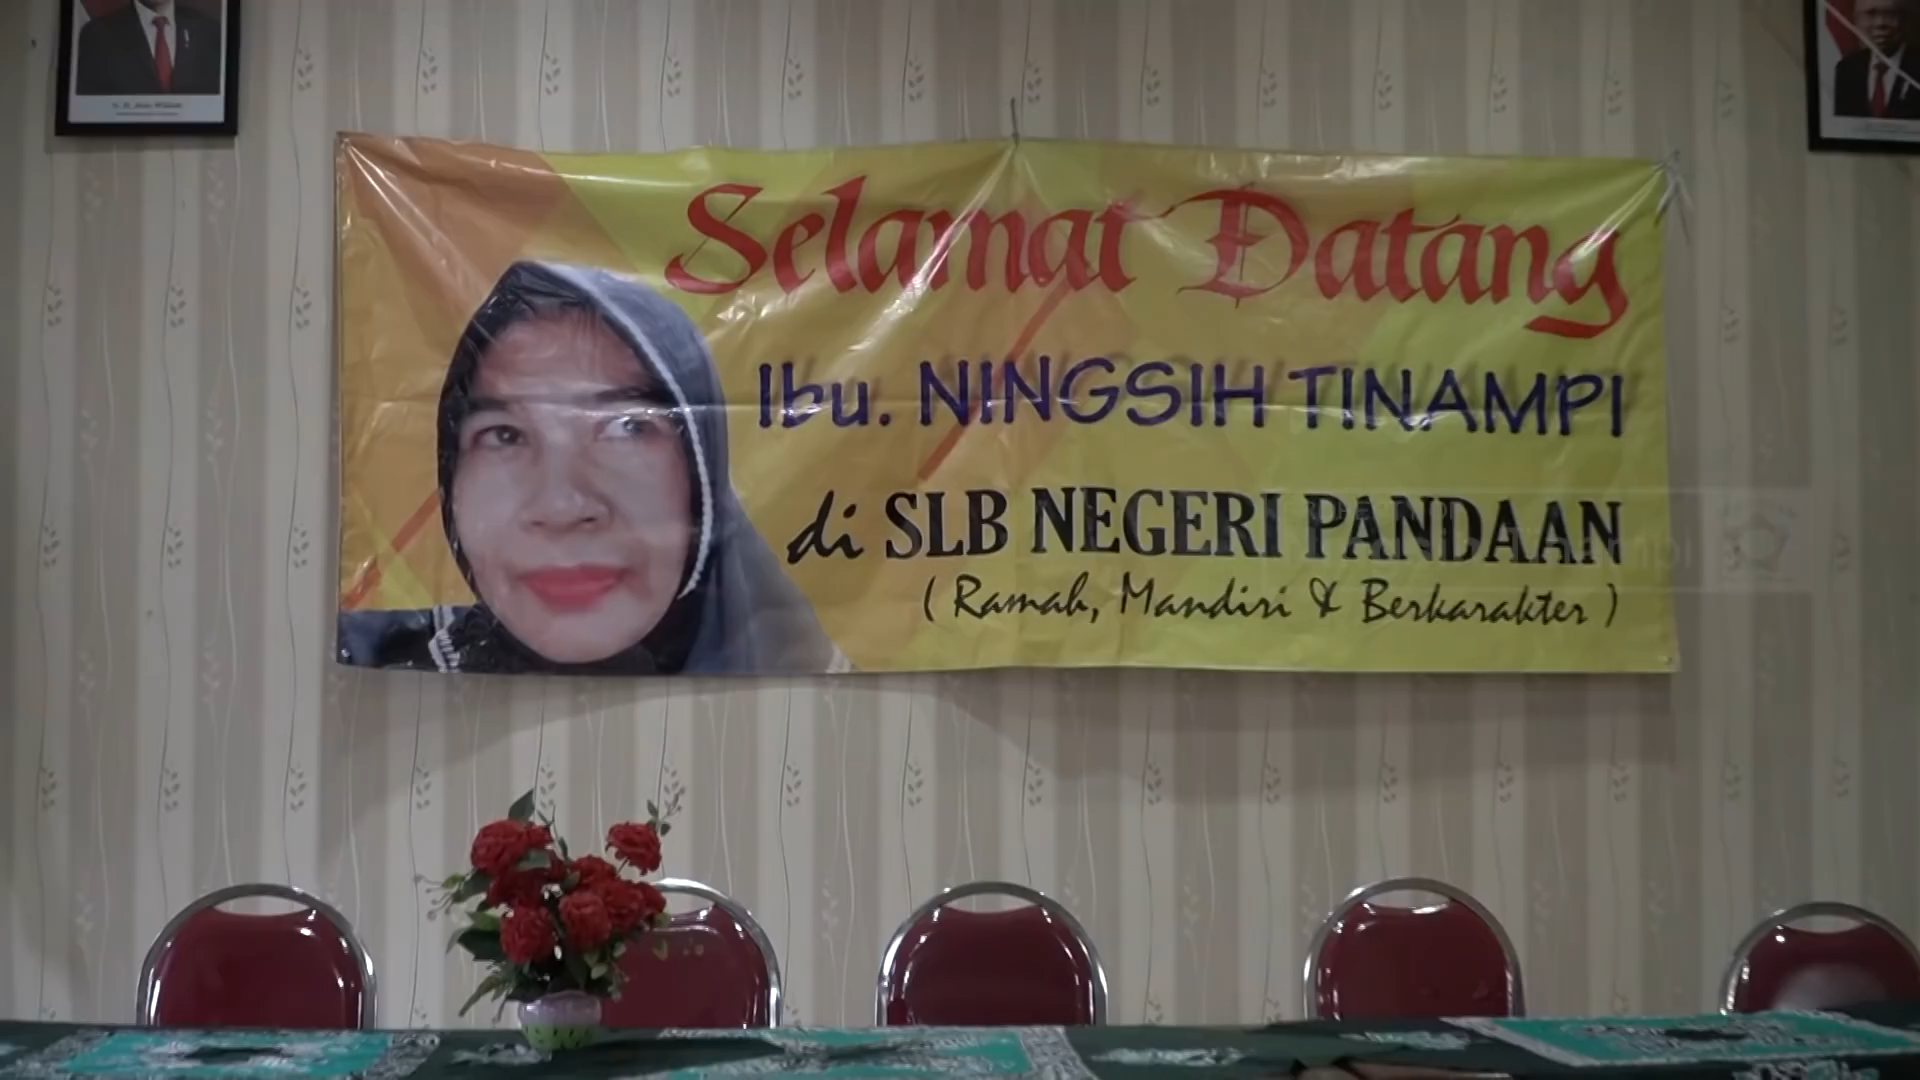 Selamat Datang
Ibu. NINGSIH TINAMPI
di SLB NEGERI PANDAAN
( Ramah, Mandiri & Berkarakter )